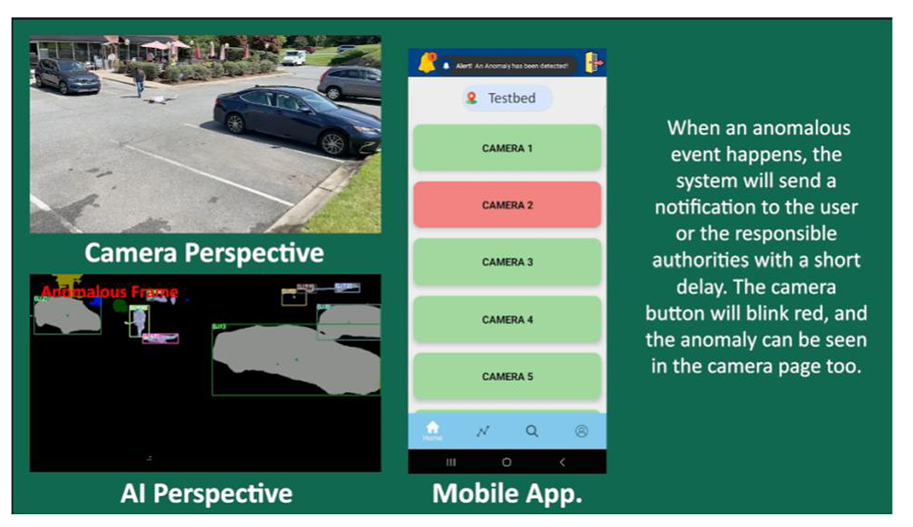 Camera Perspective
Anomalous Frame
AI Perspective
Alert! An Anomaly has been detected!
Testbed
CAMERA 1
CAMERA 2
CAMERA 3
CAMERA 4
CAMERA 5
Home
Mobile App.
When an anomalous
event happens, the
system will send a
notification to the user
or the responsible
authorities with a short
delay. The camera
button will blink red, and
the anomaly can be seen
in the camera page too.